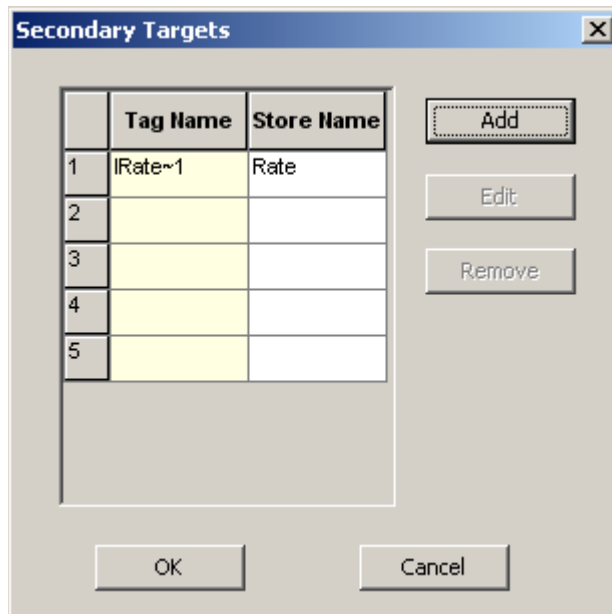 Secondary Targets
Tag Name Store Name
1 IRate~1 Rate
2
3
4
5
Add
Edit
Remove
OK Cancel